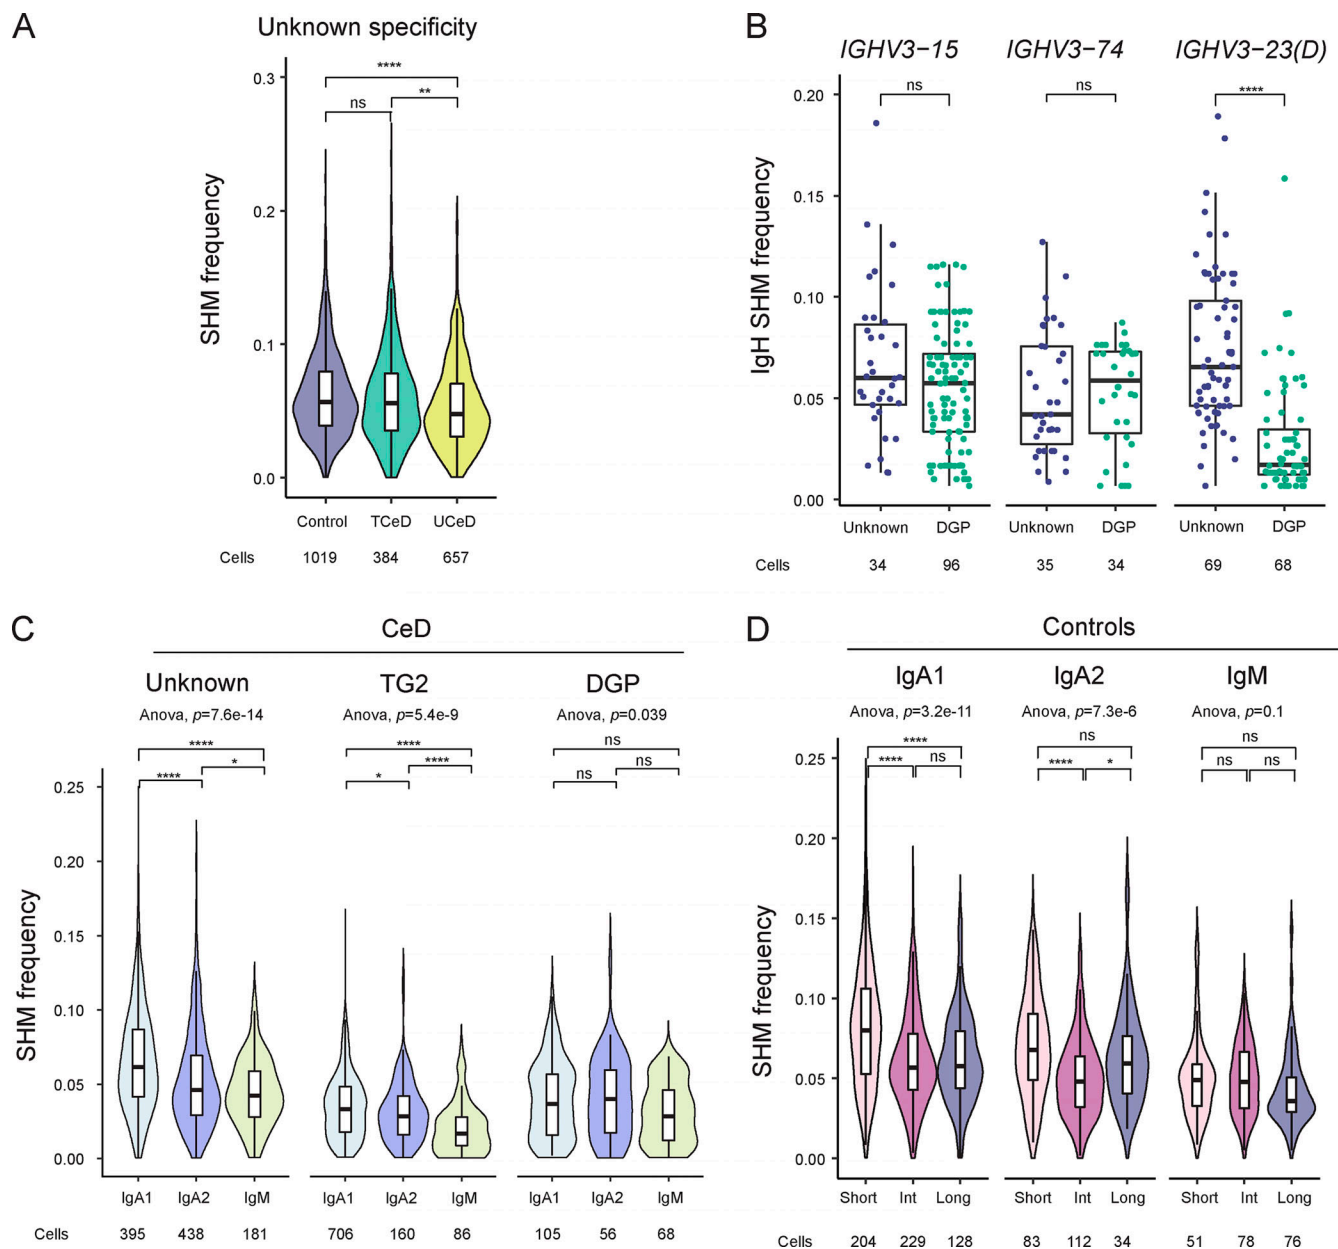 A
Unknown specificity
****
ns
**
0.3
0.2
0.1
0.0
SHM frequency
Control TCeD UCeD
Cells 1019 384 657
B
IGHV3−15 IGHV3−74 IGHV3−23(D)
ns ns ****
0.20
0.15
0.10
0.05
0.00
IgH SHM frequency
Unknown DGP Unknown DGP Unknown DGP
Cells 34 96 35 34 69 68
C
CeD
Unknown TG2 DGP
Anova, p=7.6e-14 Anova, p=5.4e-9 Anova, p=0.039
**** **** ns
**** * * **** ns ns
0.25
0.20
0.15
0.10
0.05
0.00
SHM frequency
IgA1 IgA2 IgM IgA1 IgA2 IgM IgA1 IgA2 IgM
Cells 395 438 181 706 160 86 105 56 68
D
Controls
IgA1 IgA2 IgM
Anova, p=3.2e-11 Anova, p=7.3e-6 Anova, p=0.1
**** ns ns
**** ns **** * ns ns
0.25
0.20
0.15
0.10
0.05
0.00
SHM frequency
Short Int Long Short Int Long Short Int Long
Cells 204 229 128 83 112 34 51 78 76